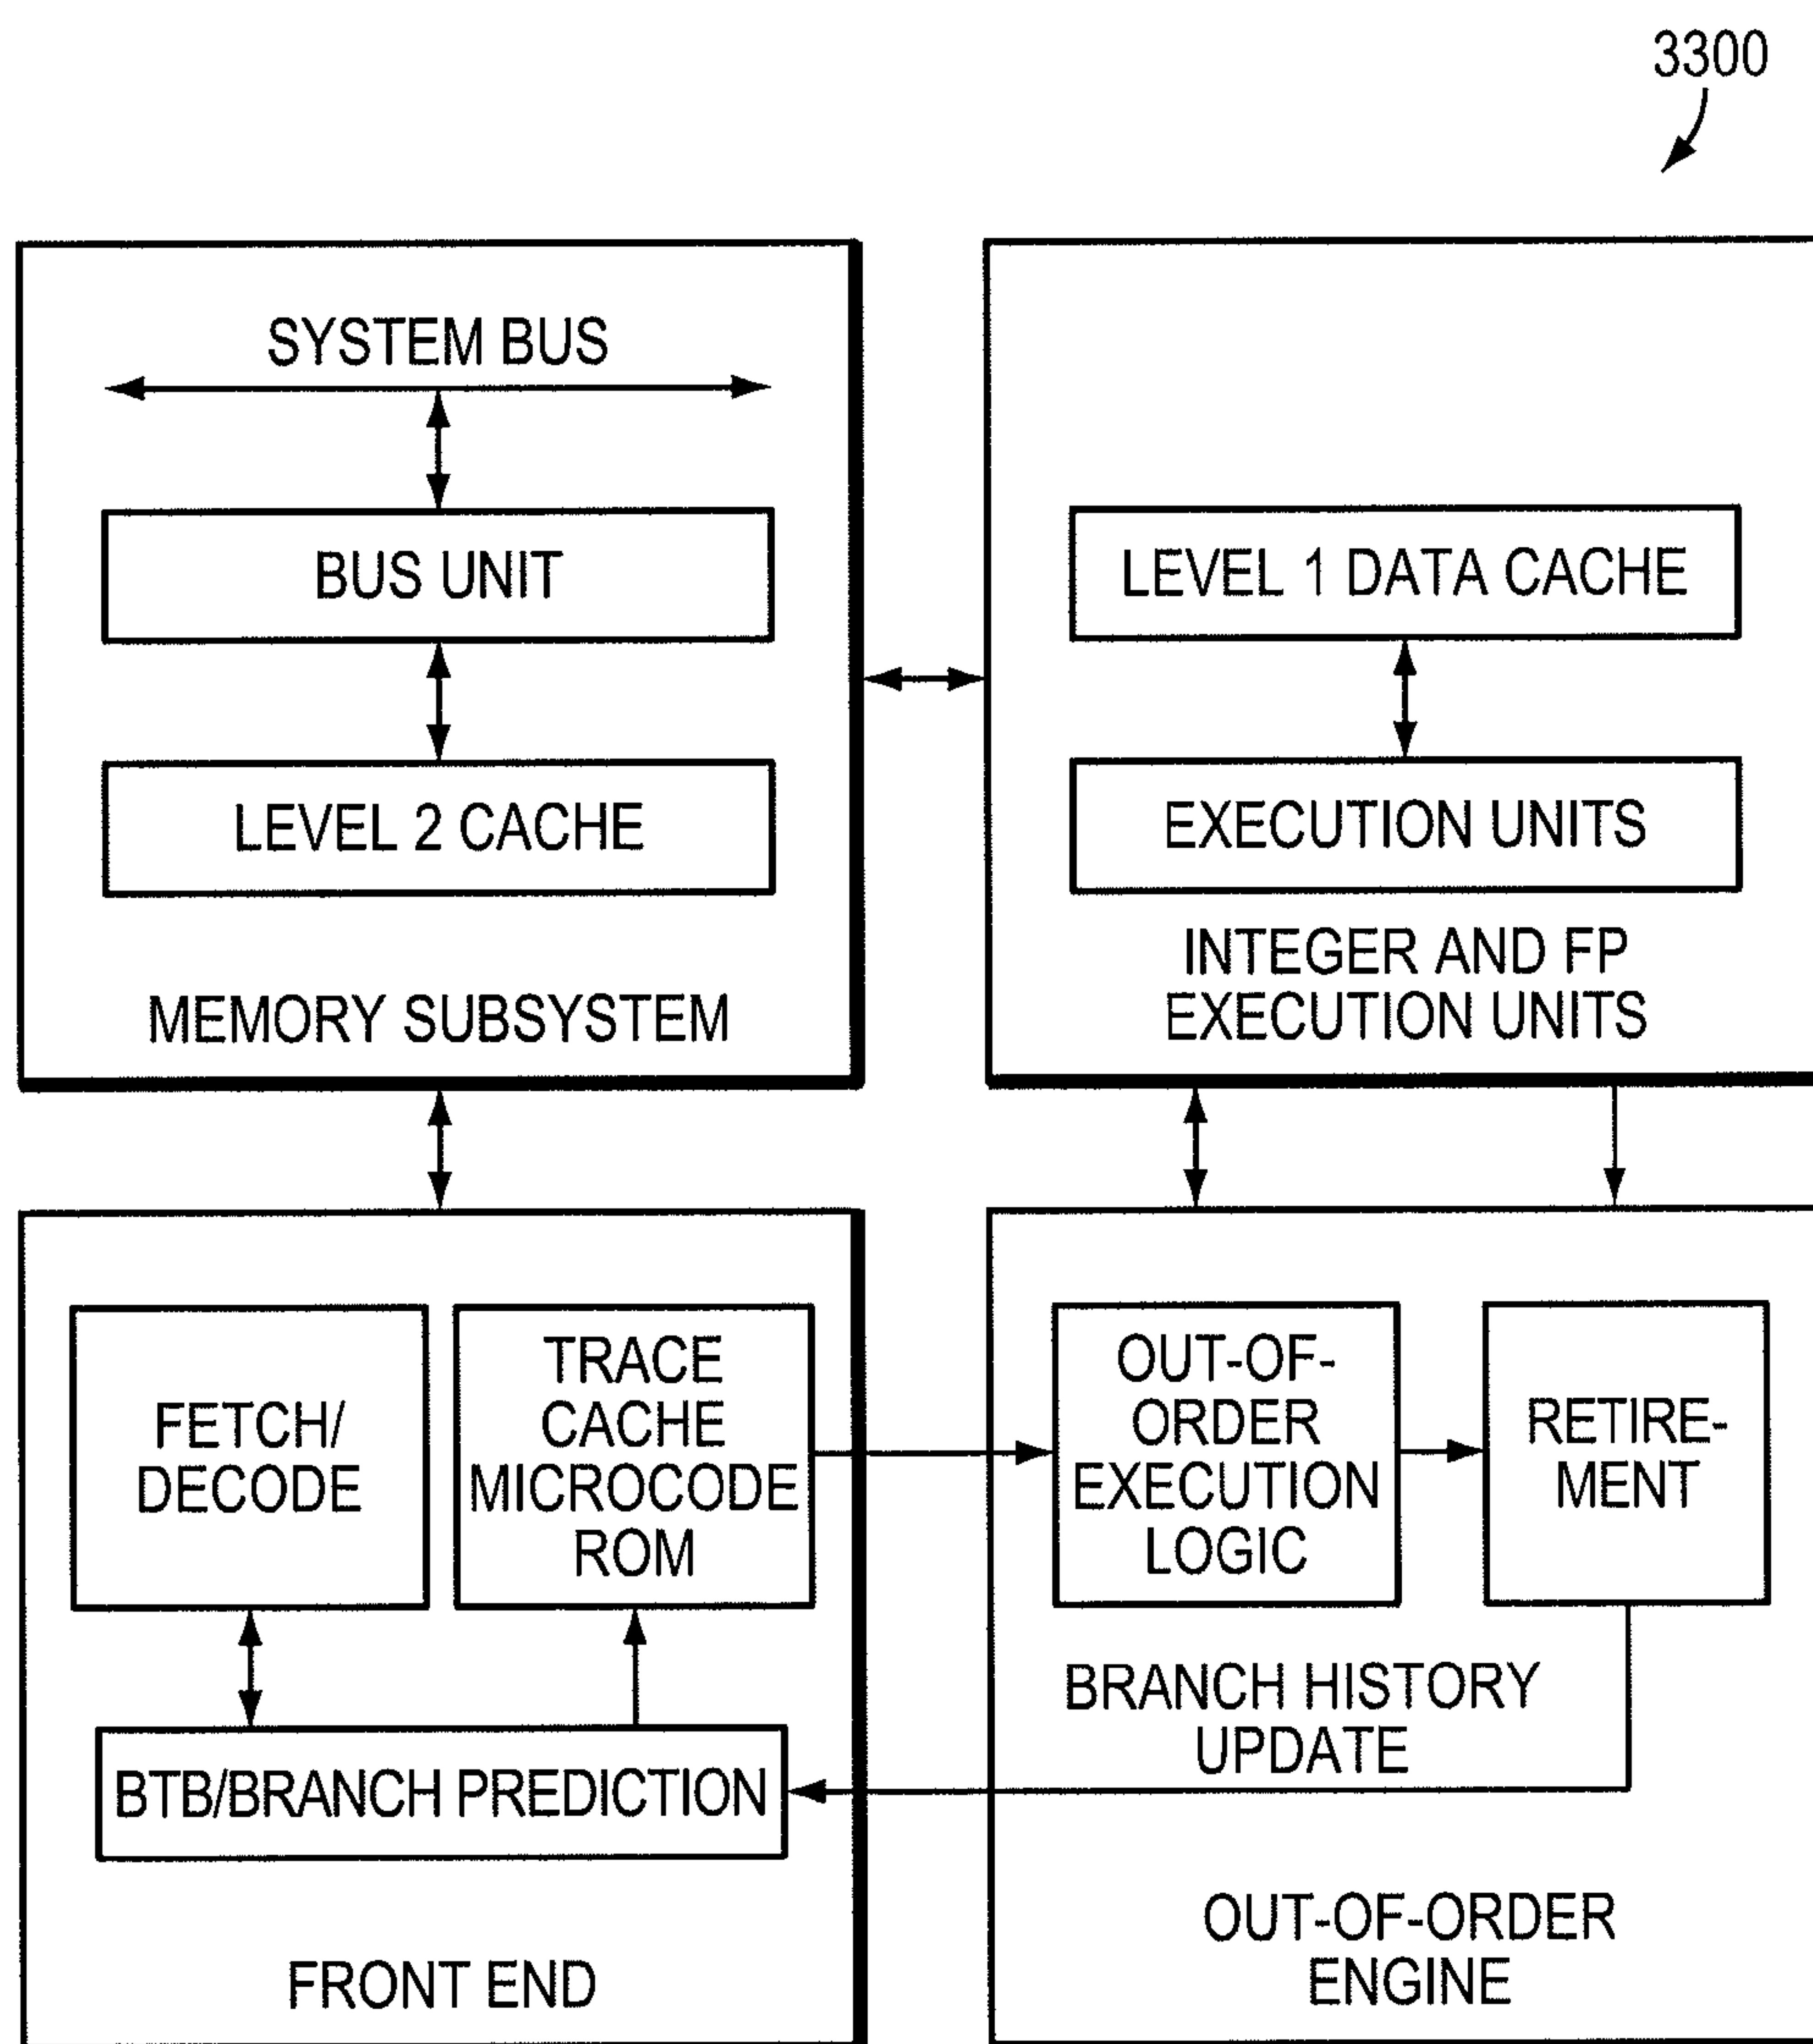 3300
SYSTEM BUS
BUS UNIT
LEVEL 2 CACHE
MEMORY SUBSYSTEM
LEVEL 1 DATA CACHE
EXECUTION UNITS
INTEGER AND FP
EXECUTION UNITS
FETCH/
DECODE
TRACE
CACHE
MICROCODE
ROM
BTB/BRANCH PREDICTION
FRONT END
OUT-OF-
ORDER
EXECUTION
LOGIC
RETIRE-
MENT
BRANCH HISTORY
UPDATE
OUT-OF-ORDER
ENGINE